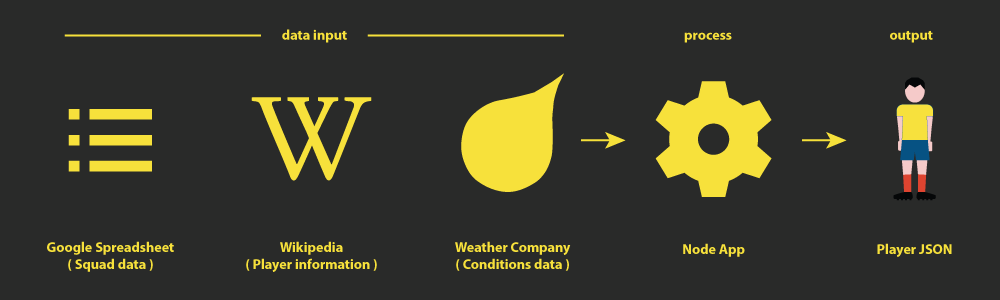 data input
process
output
W
Google Spreadsheet
( Squad data )
Wikipedia
( Player information )
Weather Company
( Conditions data )
Node App
Player JSON